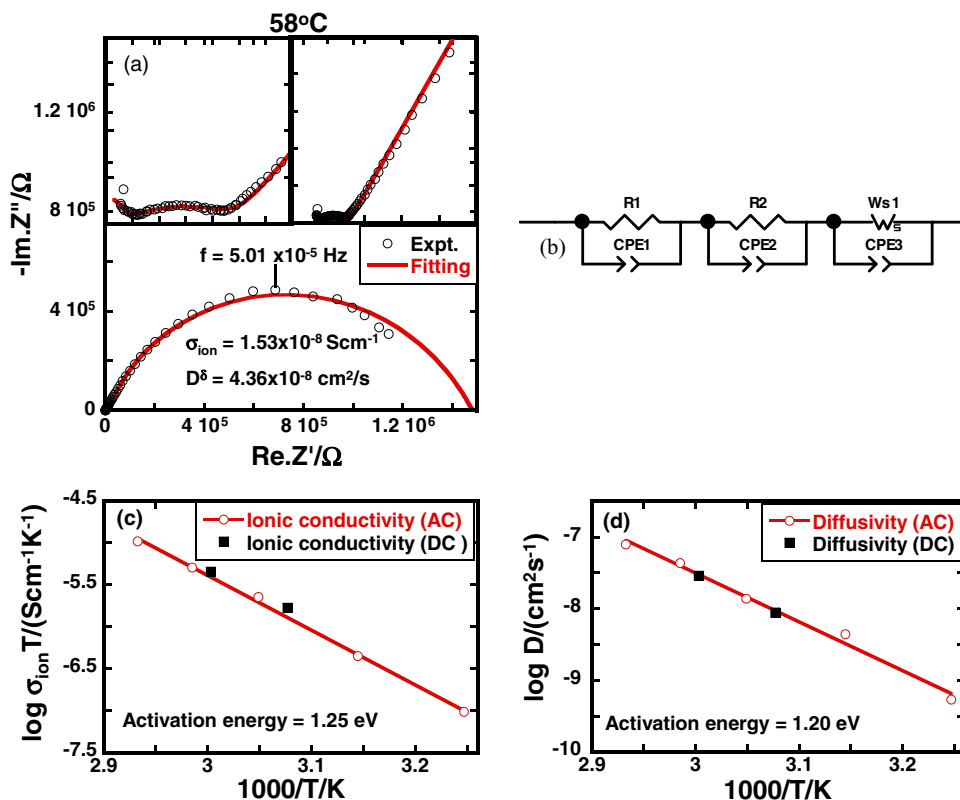 58°C
(a)
1.2 10⁶
8 10⁵
4 10⁵
0
-Im.Z"/Ω
f = 5.01 x10⁻⁵ Hz
Expt.
Fitting
σion = 1.53x10⁻⁸ Scm⁻¹
Dᵟ = 4.36x10⁻⁸ cm²/s
0 4 10⁵ 8 10⁵ 1.2 10⁶
Re.Z'/Ω
(b)
R1 R2 Ws1
s
CPE1 CPE2 CPE3
(c)
Ionic conductivity (AC)
Ionic conductivity (DC )
-4.5
-5.5
-6.5
-7.5
log σionT/(Scm⁻¹K⁻¹)
Activation energy = 1.25 eV
2.9 3 3.1 3.2
1000/T/K
(d)
Diffusivity (AC)
Diffusivity (DC)
-7
-8
-9
-10
log D/(cm²s⁻¹)
Activation energy = 1.20 eV
2.9 3 3.1 3.2
1000/T/K